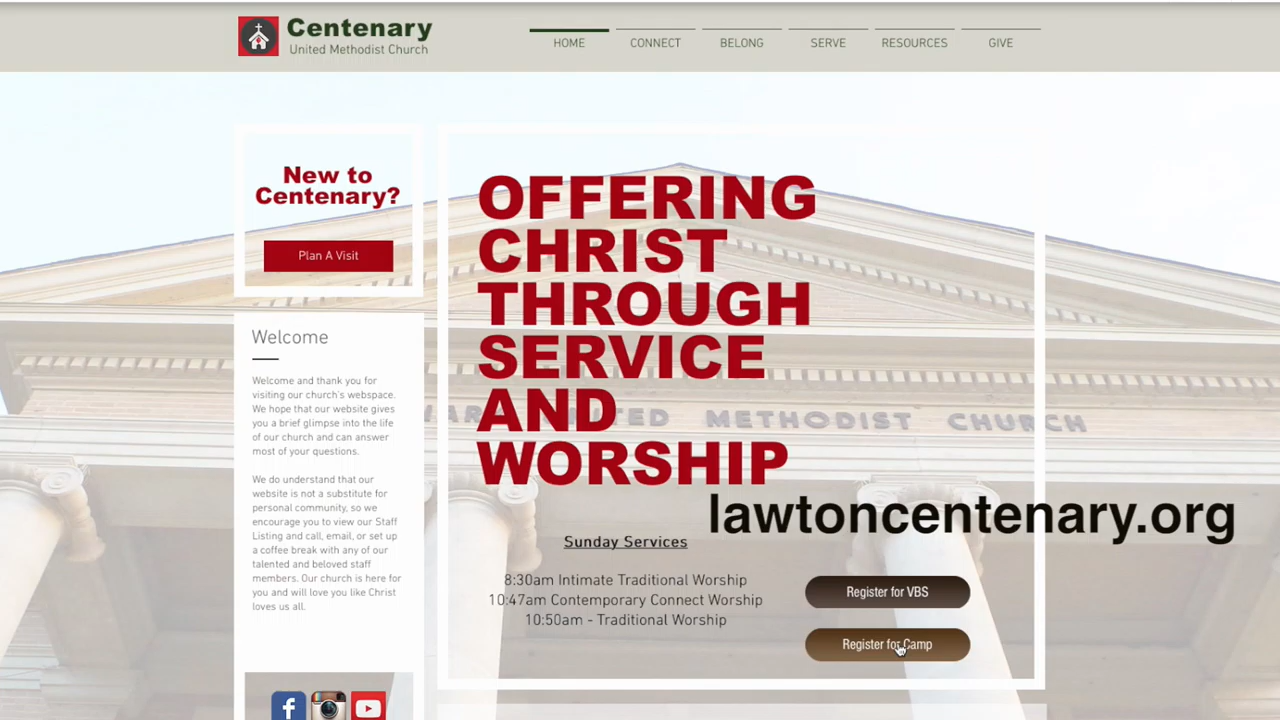 Centenary
United Methodist Church
HOME
CONNECT
BELONG
SERVE
RESOURCES
GIVE
New to
Centenary?
Plan A Visit
Welcome
Welcome and thank you for
visiting our church's webspace.
We hope that our website gives
you a brief glimpse into the life
of our church and can answer
most of your questions.
We do understand that our
website is not a substitute for
personal community, so we
encourage you to view our Staff
Listing and call, email, or set up
a coffee break with any of our
talented and beloved staff
members. Our church is here for
you and will love you like Christ
loves us all.
OFFERING
CHRIST
THROUGH
SERVICE
AND
WORSHIP
UNITED METHODIST CHURCH
lawtoncentenary.org
Sunday Services
8:30am Intimate Traditional Worship
10:47am Contemporary Connect Worship
10:50am - Traditional Worship
Register for VBS
Register for Camp